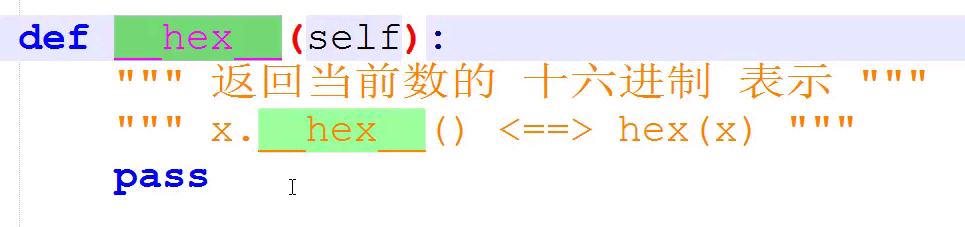 def __hex__(self):
""" 返回当前数的 十六进制 表示 """
""" x.__hex__() <==> hex(x) """
pass